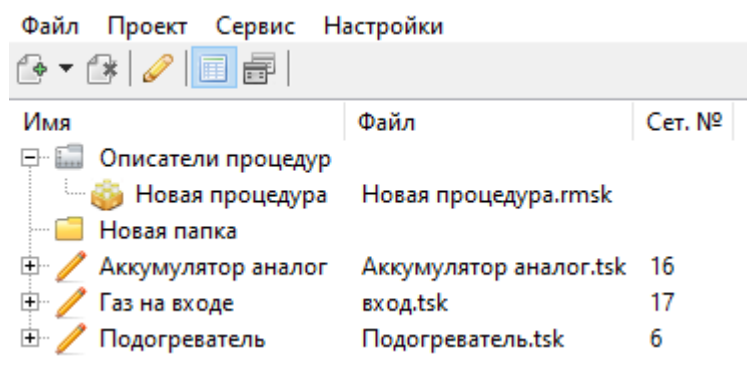 Файл Проект Сервис Настройки
Имя Файл Сет. №
Описатели процедур
Новая процедура Новая процедура.rmsk
Новая папка
Аккумулятор аналог Аккумулятор аналог.tsk 16
Газ на входе вход.tsk 17
Подогреватель Подогреватель.tsk 6